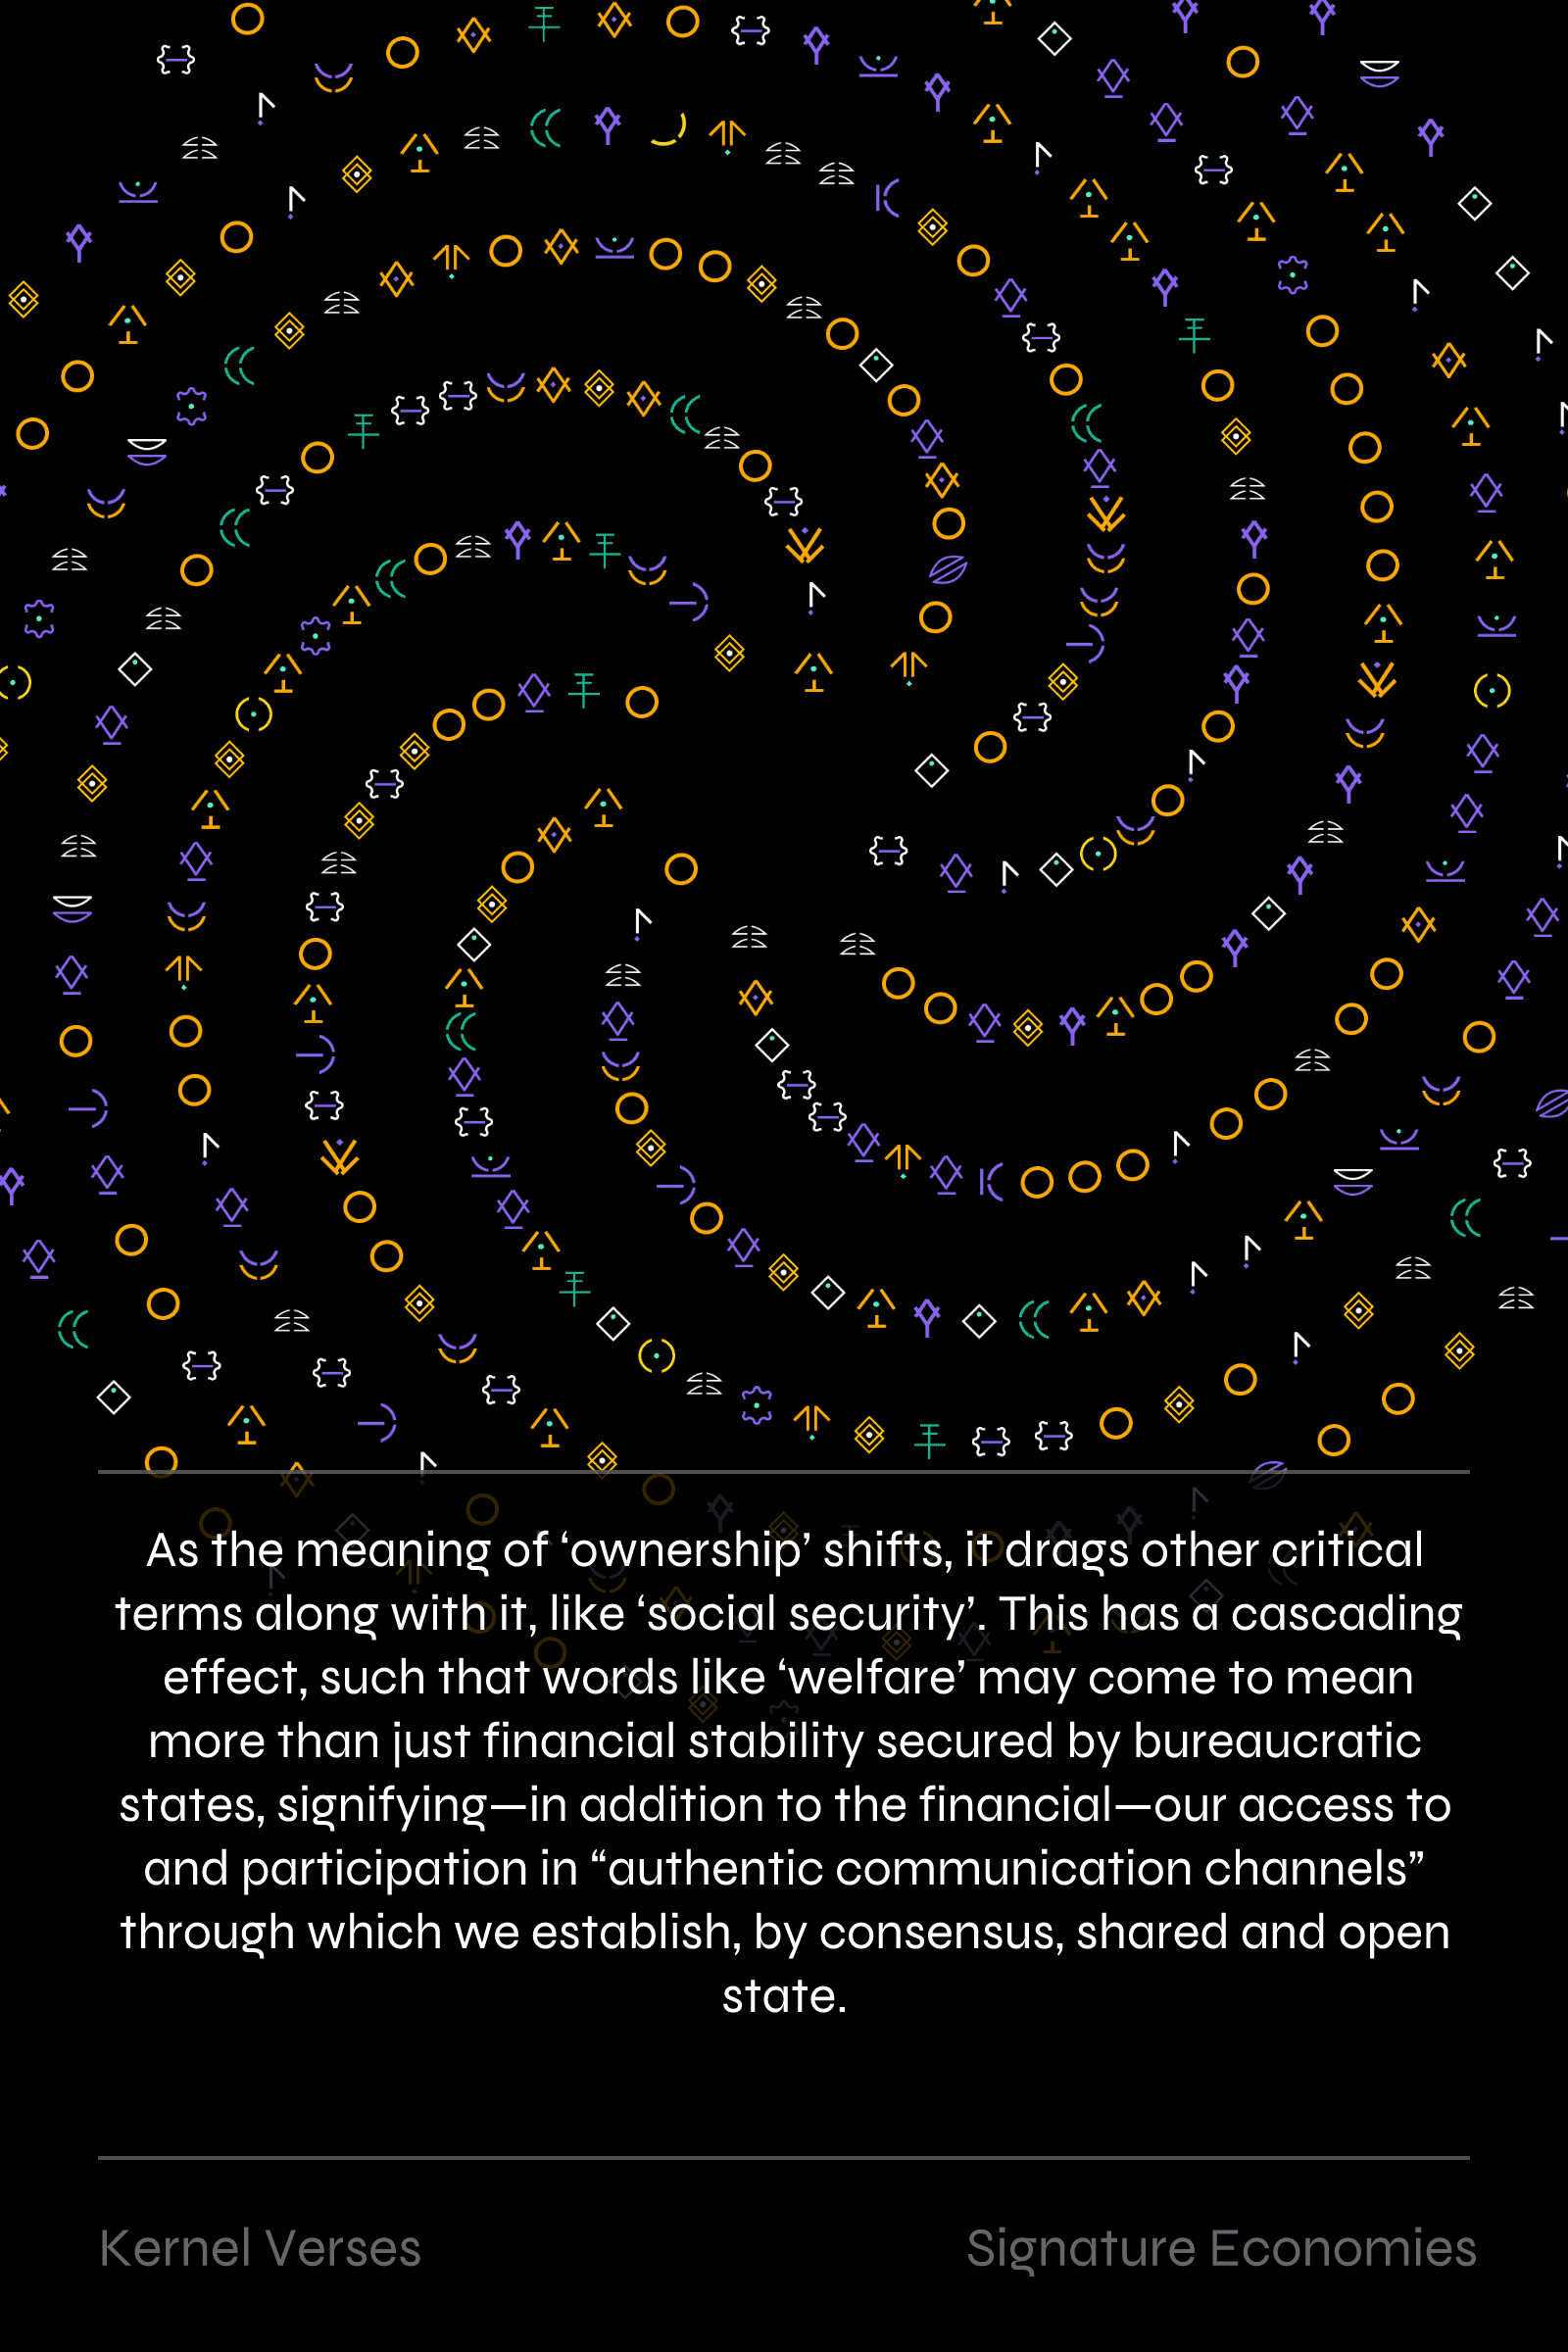 As the meaning of ‘ownership’ shifts, it drags other critical
terms along with it, like ‘social security’. This has a cascading
effect, such that words like ‘welfare’ may come to mean
more than just financial stability secured by bureaucratic
states, signifying—in addition to the financial—our access to
and participation in “authentic communication channels”
through which we establish, by consensus, shared and open
state.
Kernel Verses
Signature Economies